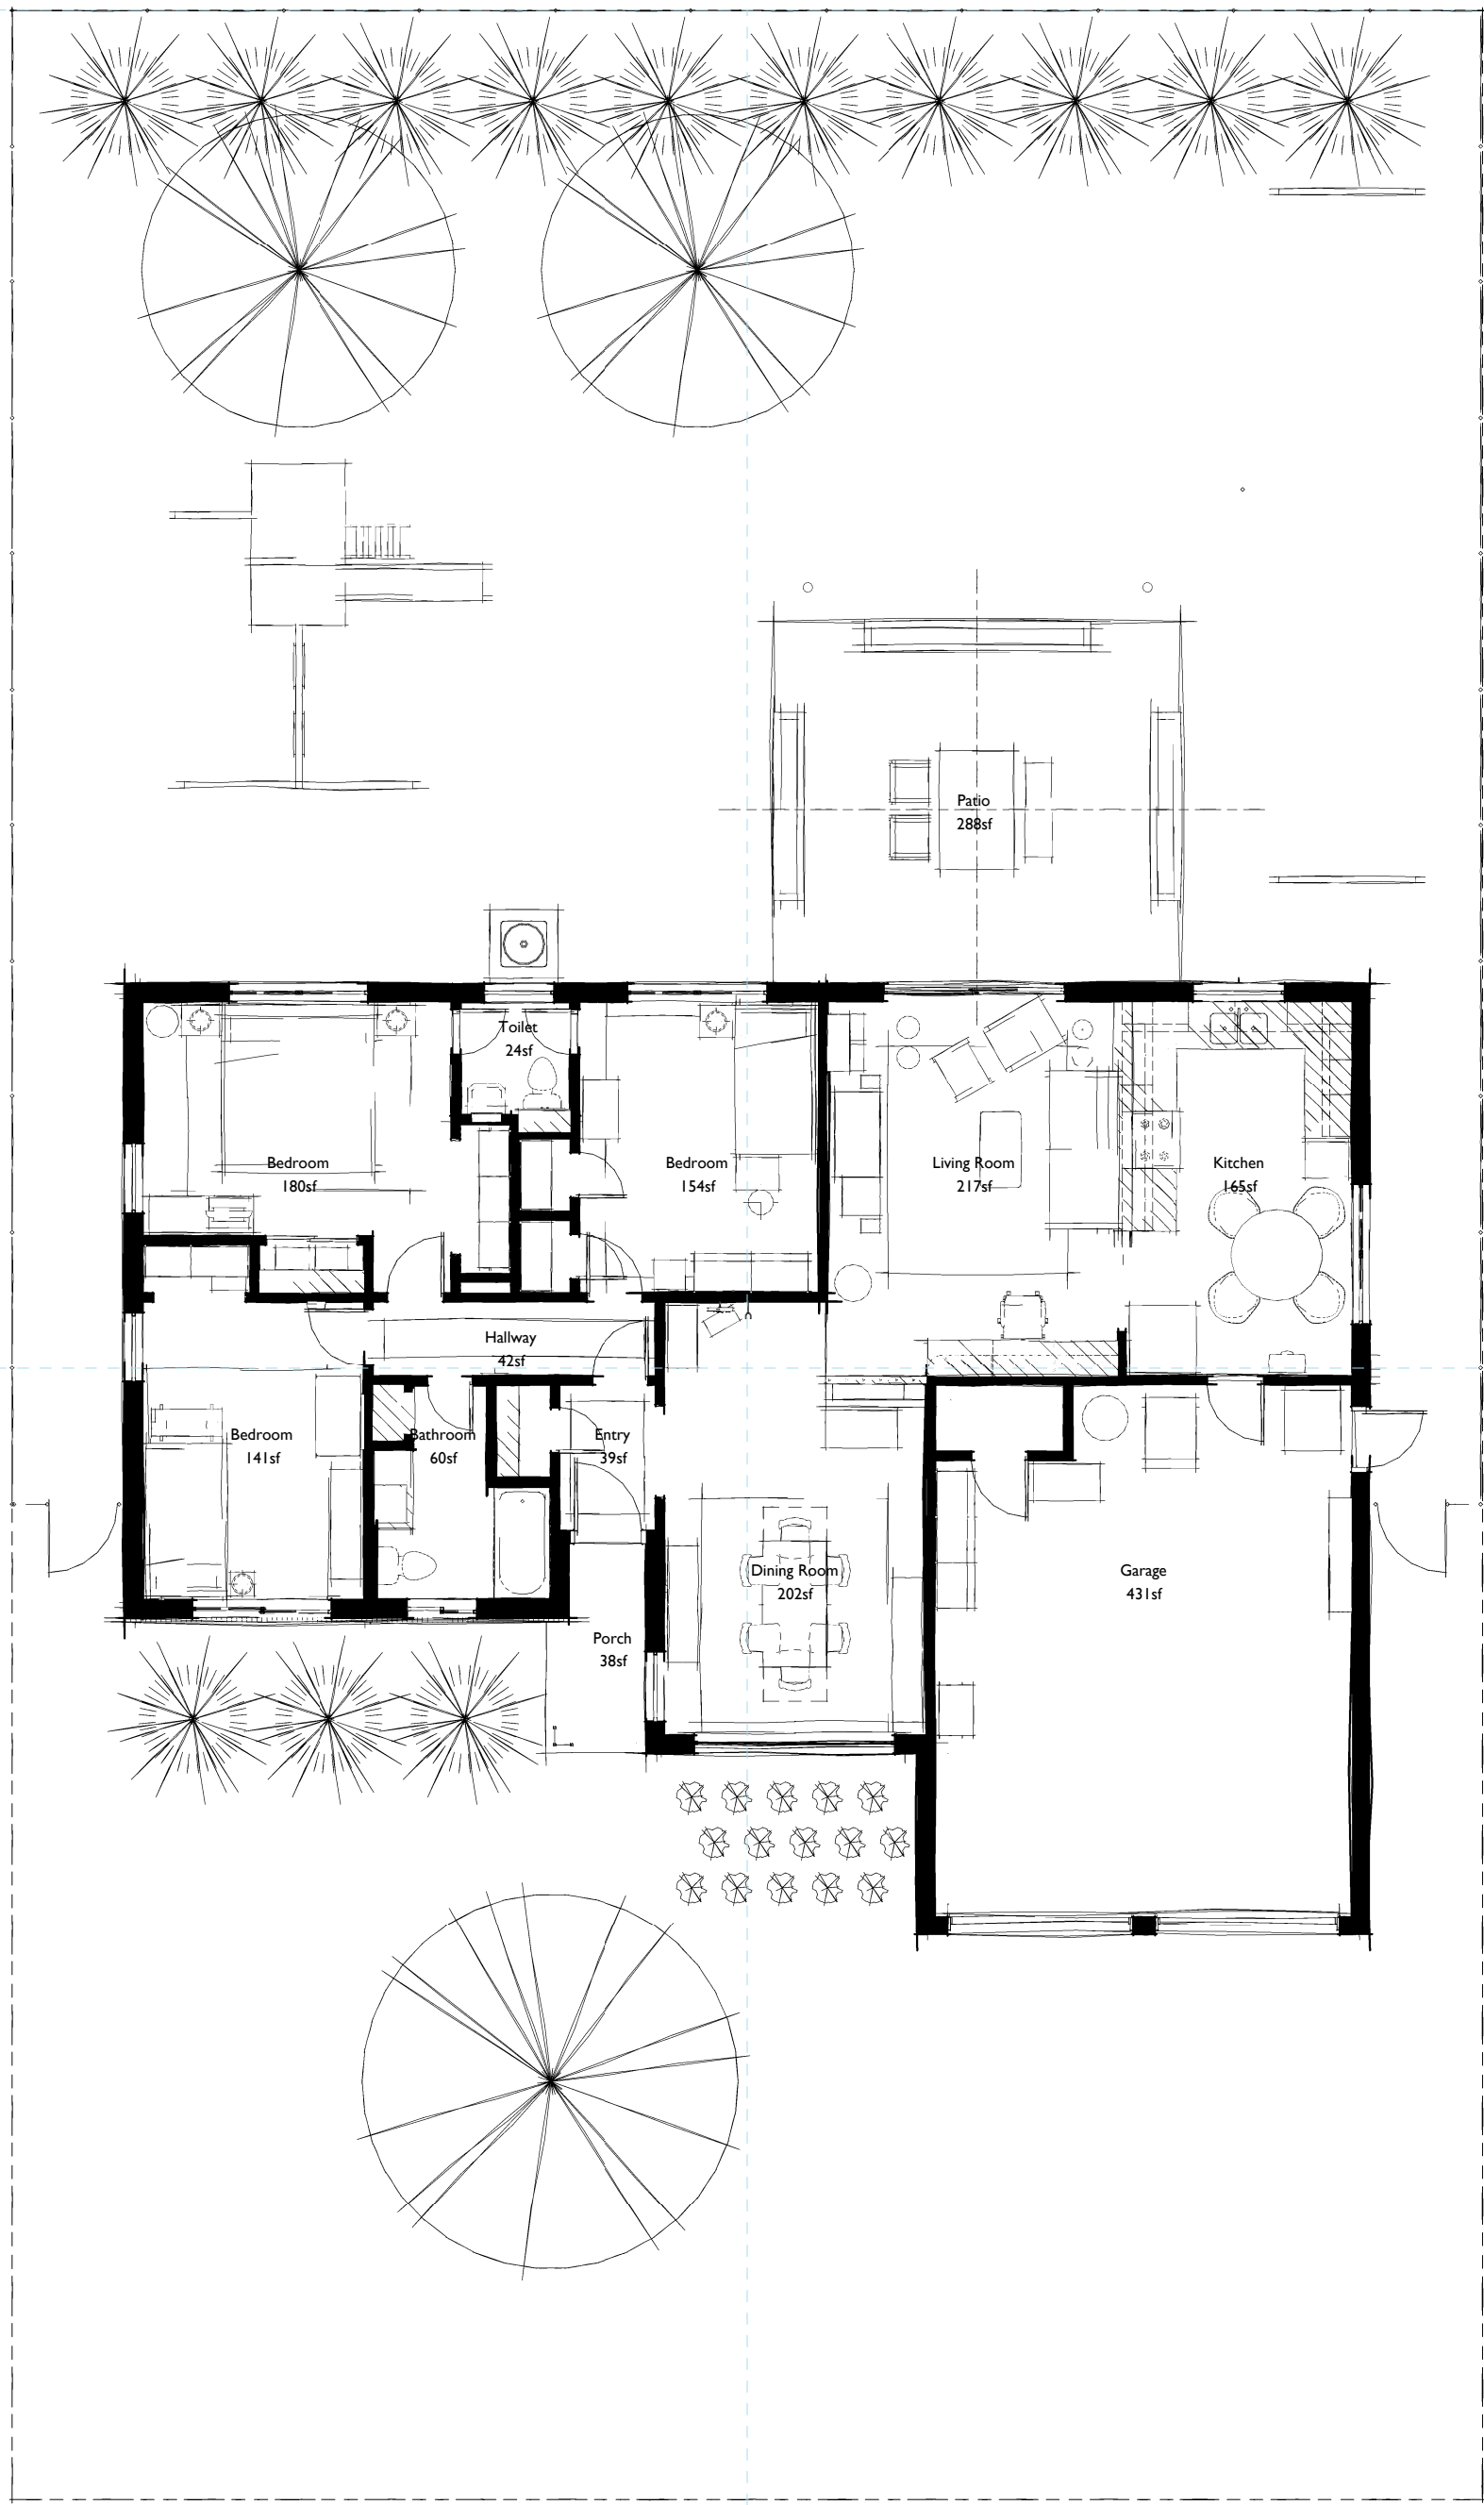 Patio
288sf
Toilet
24sf
Bedroom
180sf
Bedroom
154sf
Living Room
217sf
Kitchen
165sf
Hallway
42sf
Bedroom
141sf
Bathroom
60sf
Entry
39sf
Dining Room
202sf
Garage
431sf
Porch
38sf